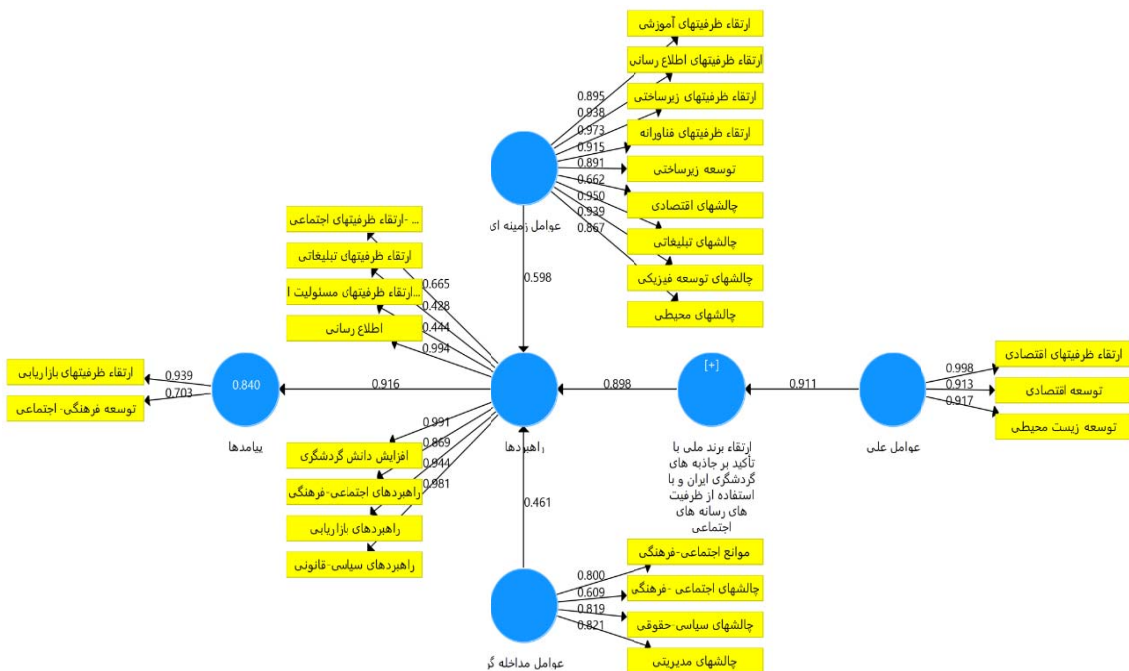 ارتقاء ظرفیتهای آموزشی
ارتقاء ظرفیتهای اطلاع رسانی
ارتقاء ظرفیتهای زیرساختی
ارتقاء ظرفیتهای فناورانه
توسعه زیرساختی
چالشهای اقتصادی
چالشهای تبلیغاتی
چالشهای توسعه فیزیکی
چالشهای محیطی
0.895
0.938
0.973
0.915
0.891
0.662
0.950
0.939
0.867
عوامل زمینه ای
0.598
ارتقاء ظرفیتهای اجتماعی- ...
ارتقاء ظرفیتهای تبلیغاتی
ارتقاء ظرفیتهای مسئولیت ا...
اطلاع رسانی
0.665
0.428
0.444
0.994
ارتقاء ظرفیتهای اقتصادی
توسعه اقتصادی
توسعه زیست محیطی
0.998
0.913
0.917
عوامل علی
0.911
[+]
ارتقاء برند ملی با
تأکید بر جاذبه های
گردشگری ایران و با
استفاده از ظرفیت
های رسانه های
اجتماعی
0.898
راهبردها
0.916
0.840
پیامدها
0.939
0.703
ارتقاء ظرفیتهای بازاریابی
توسعه فرهنگی- اجتماعی
0.991
0.869
0.944
0.981
افزایش دانش گردشگری
راهبردهای اجتماعی-فرهنگی
راهبردهای بازاریابی
راهبردهای سیاسی-قانونی
0.461
موانع اجتماعی-فرهنگی
چالشهای اجتماعی -فرهنگی
چالشهای سیاسی-حقوقی
چالشهای مدیریتی
0.800
0.609
0.819
0.821
عوامل مداخله گر